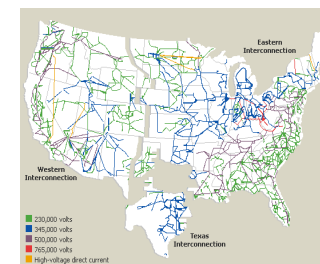 Eastern
Interconnection
Western
Interconnection
Texas
Interconnection
230,000 volts
345,000 volts
500,000 volts
765,000 volts
High-voltage direct current